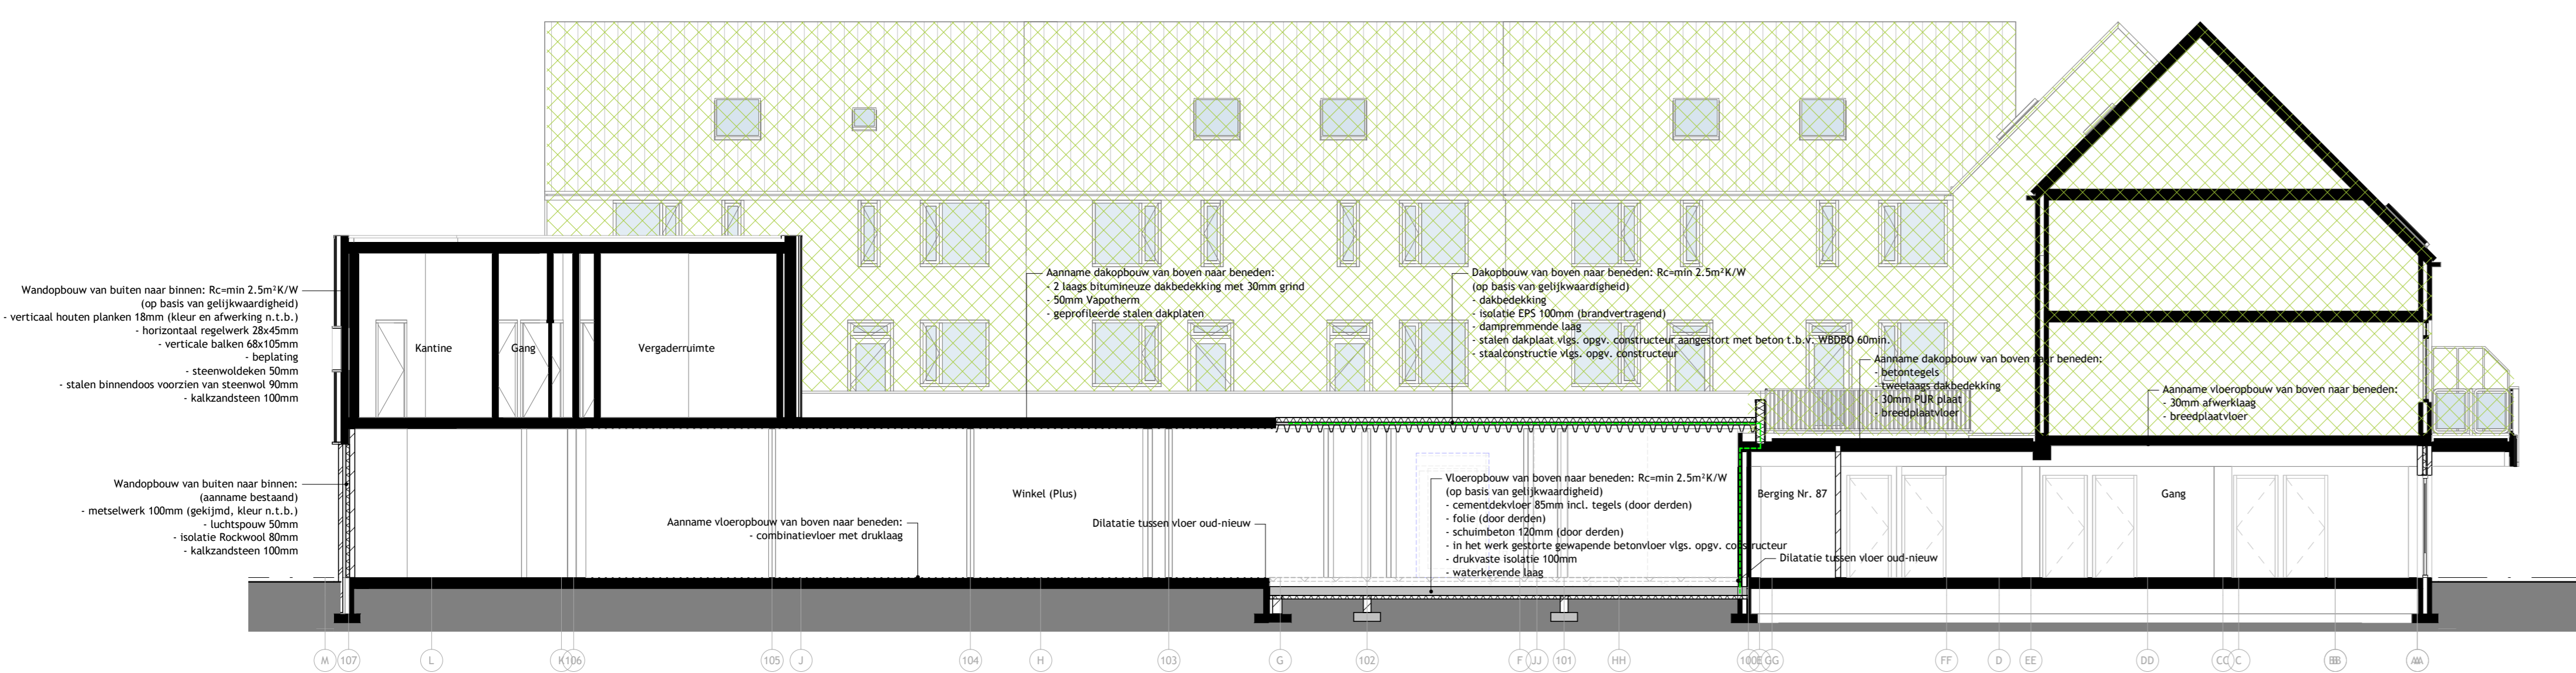 Wandopbouw van buiten naar binnen: Rc=min 2.5m²K/W
(op basis van gelijkwaardigheid)
- verticaal houten planken 18mm (kleur en afwerking n.t.b.)
- horizontaal regelwerk 28x45mm
- verticale balken 68x105mm
- beplating
- steenwoldeken 50mm
- stalen binnendoos voorzien van steenwol 90mm
- kalkzandsteen 100mm
Kantine
Gang
Vergaderruimte
Aanname dakopbouw van boven naar beneden:
- 2 laags bitumineuze dakbedekking met 30mm grind
- 50mm Vapotherm
- geprofileerde stalen dakplaten
Dakopbouw van boven naar beneden: Rc=min 2.5m²K/W
(op basis van gelijkwaardigheid)
- dakbedekking
- isolatie EPS 100mm (brandvertragend)
- dampremmende laag
- stalen dakplaat vlgs. opgv. constructeur aangestort met beton t.b.v. WBDBO 60min.
- staalconstructie vlgs. opgv. constructeur
Aanname dakopbouw van boven naar beneden:
- betontegels
- tweelaags dakbedekking
- 30mm PUR plaat
- breedplaatvloer
Aanname vloeropbouw van boven naar beneden:
- 30mm afwerklaag
- breedplaatvloer
Wandopbouw van buiten naar binnen:
(aanname bestaand)
- metselwerk 100mm (gekijmd, kleur n.t.b.)
- luchtspouw 50mm
- isolatie Rockwool 80mm
- kalkzandsteen 100mm
Aanname vloeropbouw van boven naar beneden:
- combinatievloer met druklaag
Winkel (Plus)
Dilatatie tussen vloer oud-nieuw
Vloeropbouw van boven naar beneden: Rc=min 2.5m²K/W
(op basis van gelijkwaardigheid)
- cementdekvloer 85mm incl. tegels (door derden)
- folie (door derden)
- schuimbeton 120mm (door derden)
- in het werk gestorte gewapende betonvloer vlgs. opgv. constructeur
- drukvaste isolatie 100mm
- waterkerende laag
Berging Nr. 87
Dilatatie tussen vloer oud-nieuw
Gang
M 107 L K 106 105 J 104 H 103 G 102 F JJ 101 HH 100 E GG FF D EE DD CC C B BB A AA